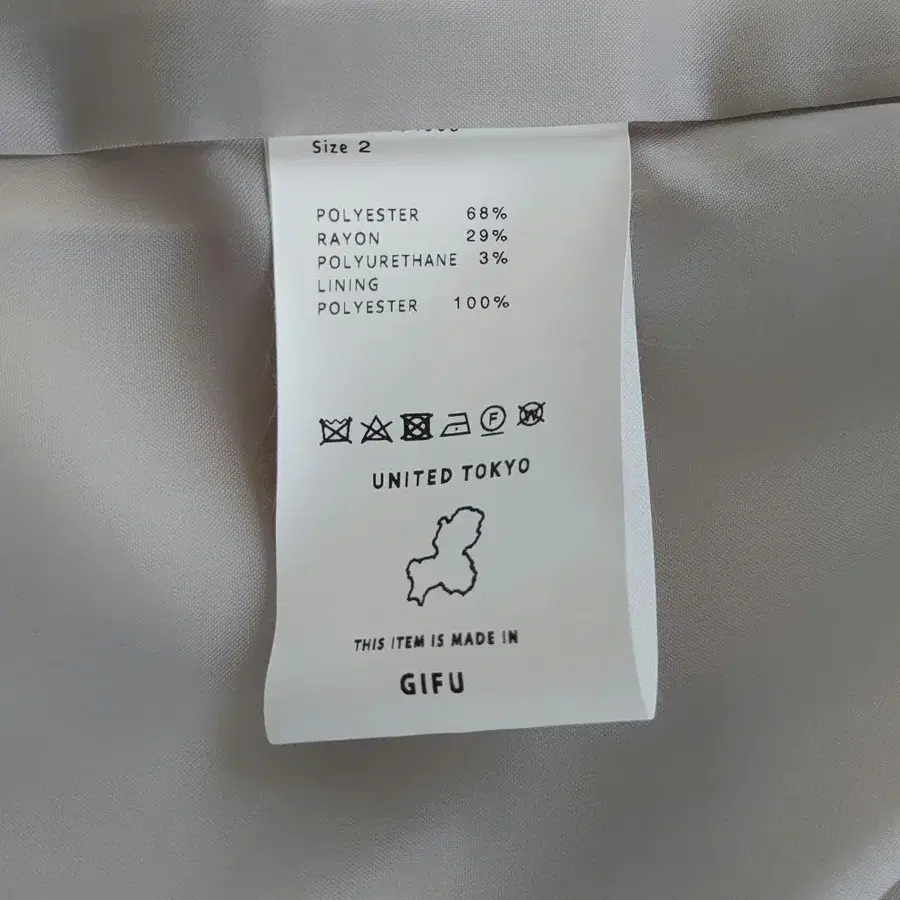 Size 2
POLYESTER 68%
RAYON 29%
POLYURETHANE 3%
LINING
POLYESTER 100%
F W
UNITED TOKYO
THIS ITEM IS MADE IN
GIFU